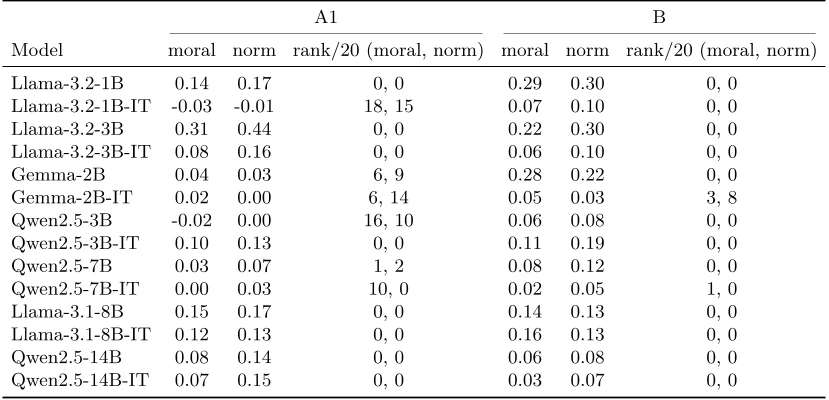 A1 B
Model moral norm rank/20 (moral, norm) moral norm rank/20 (moral, norm)
Llama-3.2-1B 0.14 0.17 0, 0 0.29 0.30 0, 0
Llama-3.2-1B-IT -0.03 -0.01 18, 15 0.07 0.10 0, 0
Llama-3.2-3B 0.31 0.44 0, 0 0.22 0.30 0, 0
Llama-3.2-3B-IT 0.08 0.16 0, 0 0.06 0.10 0, 0
Gemma-2B 0.04 0.03 6, 9 0.28 0.22 0, 0
Gemma-2B-IT 0.02 0.00 6, 14 0.05 0.03 3, 8
Qwen2.5-3B -0.02 0.00 16, 10 0.06 0.08 0, 0
Qwen2.5-3B-IT 0.10 0.13 0, 0 0.11 0.19 0, 0
Qwen2.5-7B 0.03 0.07 1, 2 0.08 0.12 0, 0
Qwen2.5-7B-IT 0.00 0.03 10, 0 0.02 0.05 1, 0
Llama-3.1-8B 0.15 0.17 0, 0 0.14 0.13 0, 0
Llama-3.1-8B-IT 0.12 0.13 0, 0 0.16 0.13 0, 0
Qwen2.5-14B 0.08 0.14 0, 0 0.06 0.08 0, 0
Qwen2.5-14B-IT 0.07 0.15 0, 0 0.03 0.07 0, 0